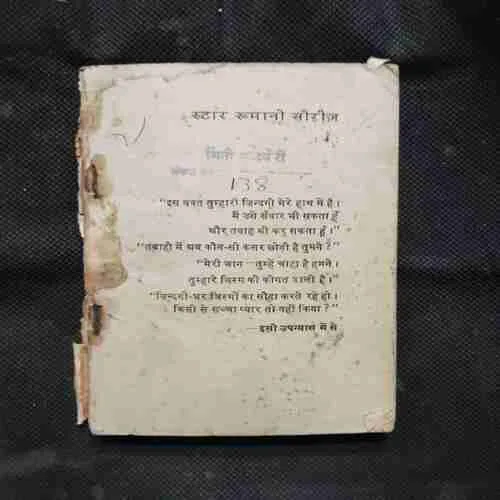 स्टार रूमानी सीरीज़
138
"इस वक्त तुम्हारी ज़िन्दगी मेरे हाथ में है।
मैं उसे सँवार भी सकता हूँ
और तबाह भी कर सकता हूँ।"
"तबाही में अब कौन-सी कसर छोड़ी है तुमने ?"
"मेरी जान—तुम्हें चाहा है हमने।
तुम्हारे जिस्म की कीमत डाली है।"
"ज़िन्दगी-भर जिस्मों का सौदा करते रहे हो।
किसी से सच्चा प्यार तो नहीं किया ?"
—इसी उपन्यास में से